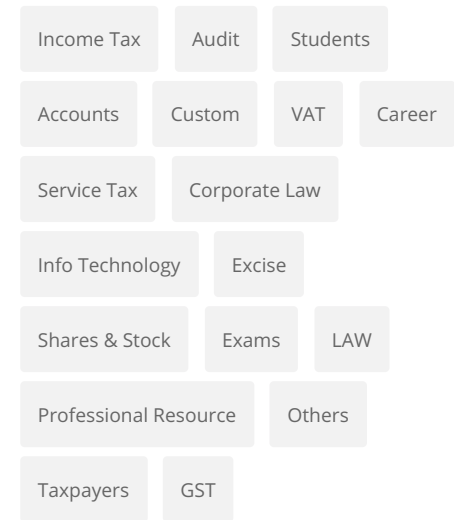 Income Tax Audit Students
Accounts Custom VAT Career
Service Tax Corporate Law
Info Technology Excise
Shares & Stock Exams LAW
Professional Resource Others
Taxpayers GST